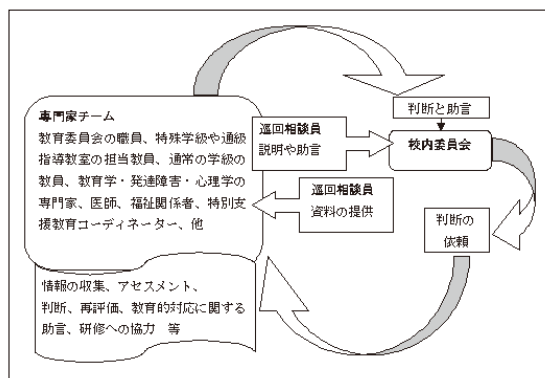 専門家チーム
教育委員会の職員、特殊学級や通級
指導教室の担当教員、通常の学級の
教員、教育学・発達障害・心理学の
専門家、医師、福祉関係者、特別支
援教育コーディネーター、他
情報の収集、アセスメント、
判断、再評価、教育的対応に関する
助言、研修への協力　等
巡回相談員
説明や助言
巡回相談員
資料の提供
判断と助言
校内委員会
判断の
依頼